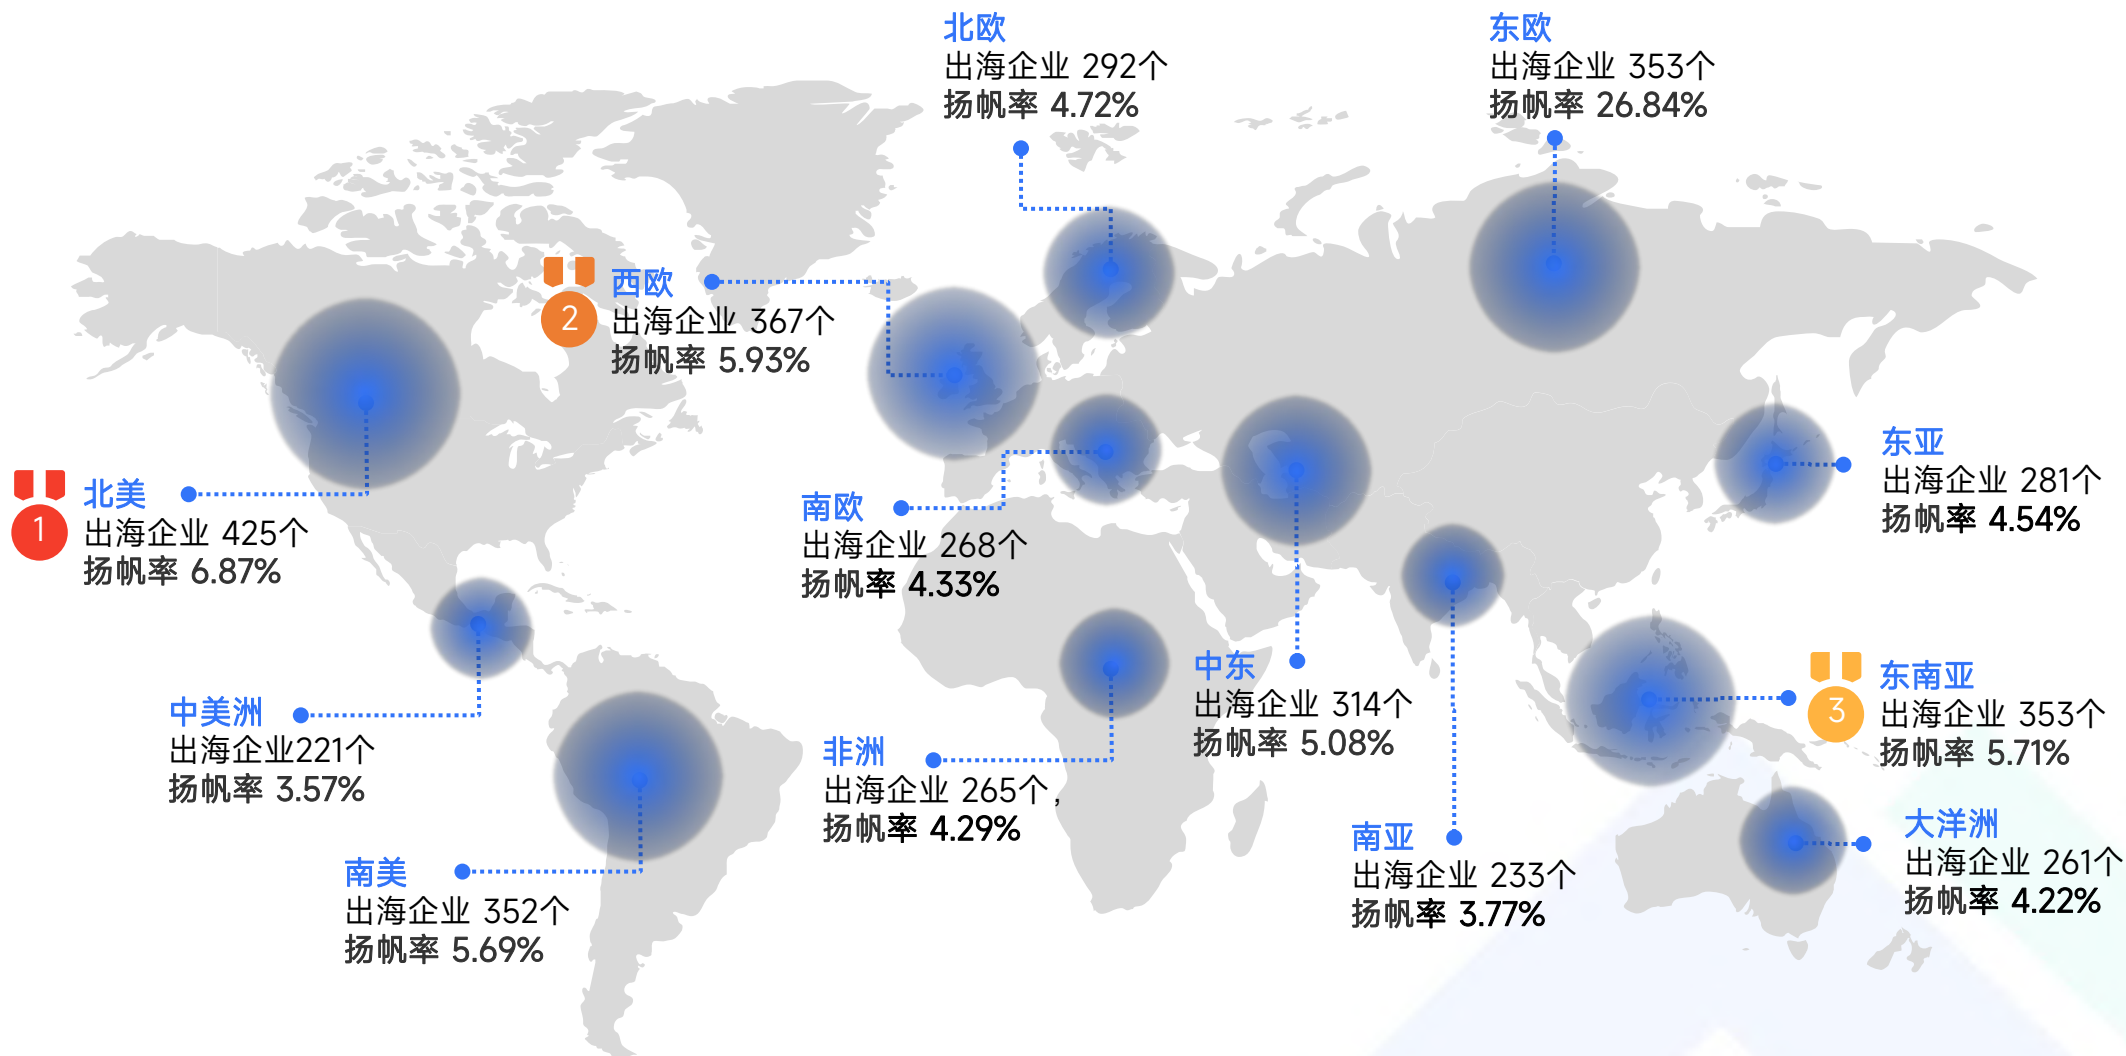 北欧
出海企业 292个
扬帆率 4.72%
东欧
出海企业 353个
扬帆率 26.84%
2
西欧
出海企业 367个
扬帆率 5.93%
1
北美
出海企业 425个
扬帆率 6.87%
南欧
出海企业 268个
扬帆率 4.33%
东亚
出海企业 281个
扬帆率 4.54%
中美洲
出海企业221个
扬帆率 3.57%
中东
出海企业 314个
扬帆率 5.08%
3
东南亚
出海企业 353个
扬帆率 5.71%
非洲
出海企业 265个，
扬帆率 4.29%
南美
出海企业 352个
扬帆率 5.69%
南亚
出海企业 233个
扬帆率 3.77%
大洋洲
出海企业 261个
扬帆率 4.22%